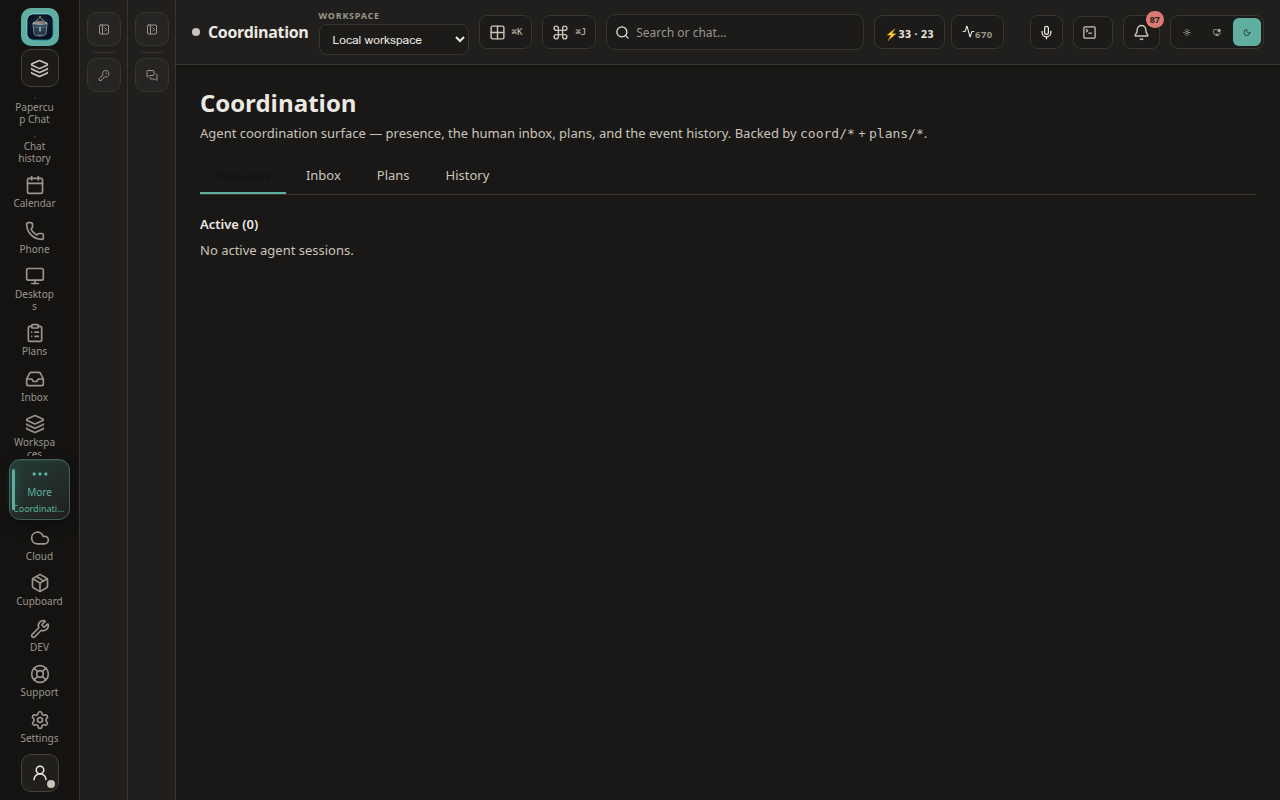 Coordination
WORKSPACE
Local workspace
⌘K
⌘J
Search or chat…
⚡33 · 23
670
87
Papercu
p Chat
Chat
history
Calendar
Phone
Desktop
s
Plans
Inbox
Workspa
ces
More
Coordinati…
Cloud
Cupboard
DEV
Support
Settings
Coordination
Agent coordination surface — presence, the human inbox, plans, and the event history. Backed by coord/* + plans/*.
Sessions
Inbox
Plans
History
Active (0)
No active agent sessions.